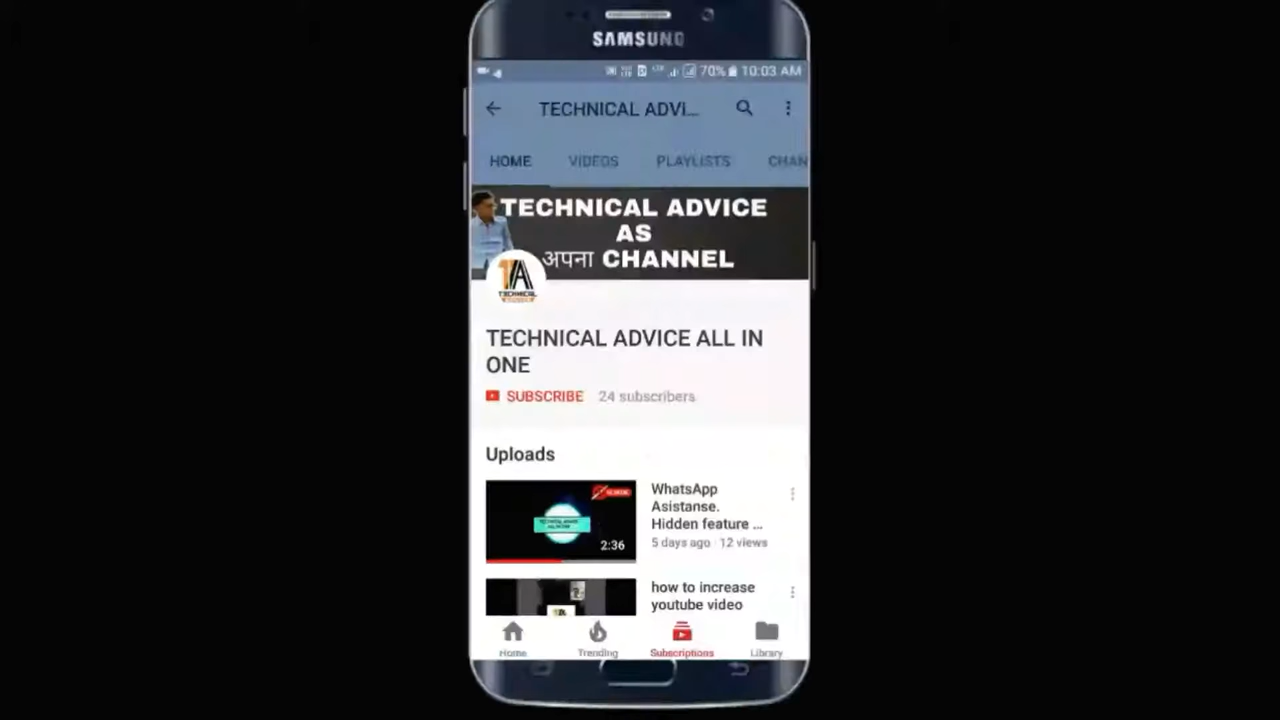 SAMSUNG
70% 10:03 AM
TECHNICAL ADVI...
HOME VIDEOS PLAYLISTS CHAN
TECHNICAL ADVICE
AS
अपना CHANNEL
TECHNICAL
TECHNICAL ADVICE ALL IN
ONE
SUBSCRIBE 24 subscribers
Uploads
2:36
WhatsApp
Asistanse.
Hidden feature ...
5 days ago · 12 views
how to increase
youtube video
Home Trending Subscriptions Library